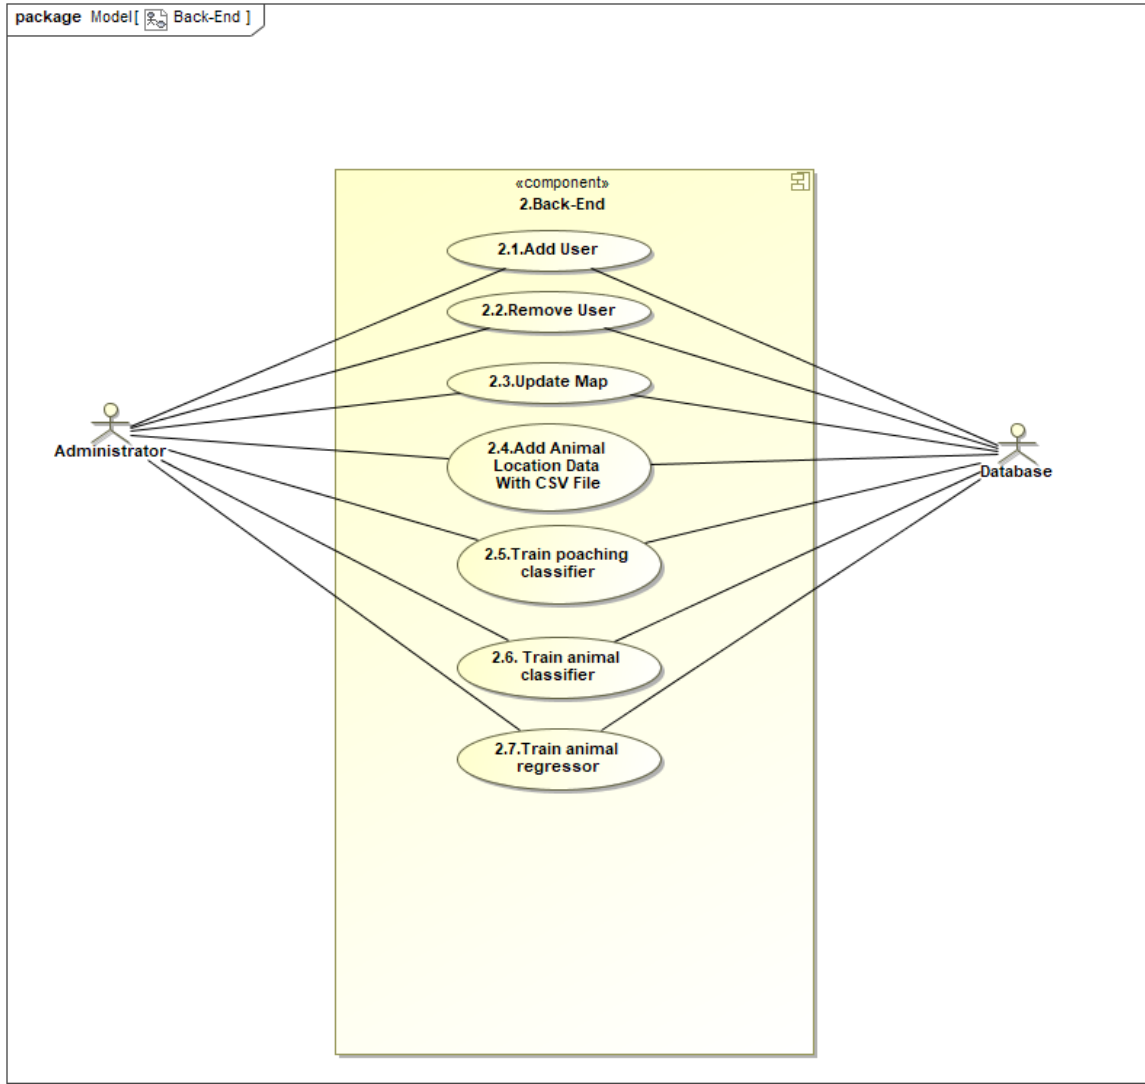 package Model[ Back-End ]
«component»
2.Back-End
2.1.Add User
2.2.Remove User
2.3.Update Map
Administrator
2.4.Add Animal
Location Data
With CSV File
Database
2.5.Train poaching
classifier
2.6. Train animal
classifier
2.7.Train animal
regressor